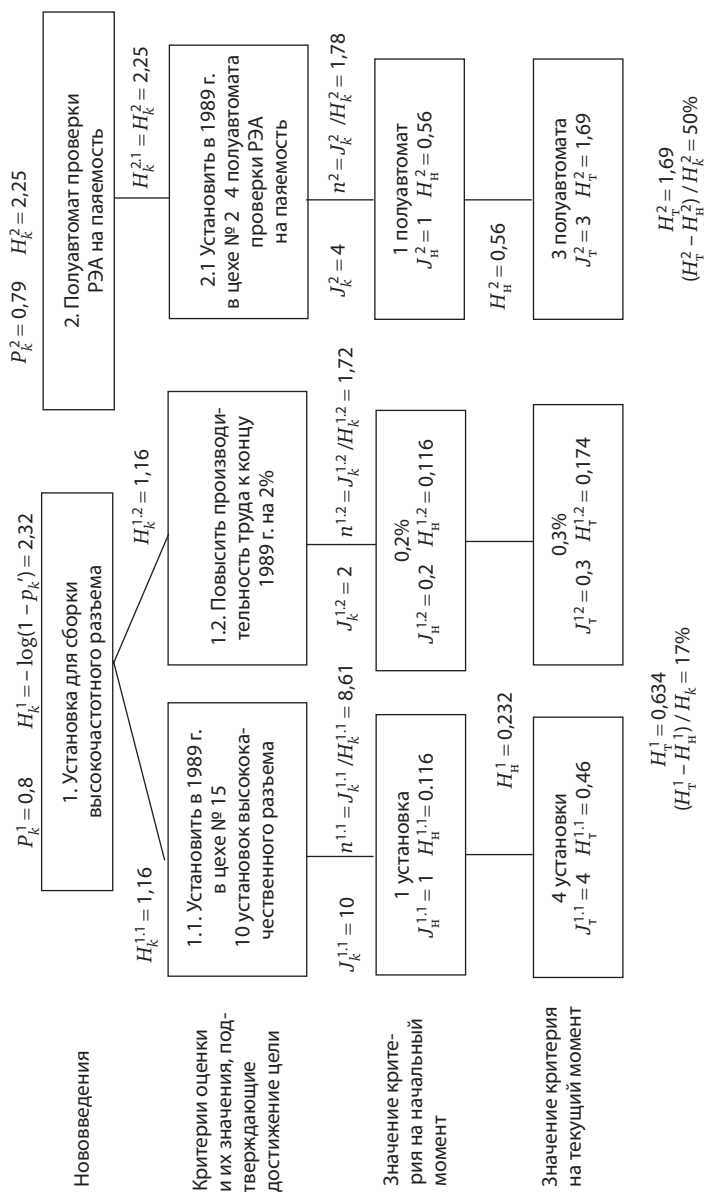 Нововведения
P_k^1 = 0,8 H_k^1 = − log(1 − p_k′) = 2,32
1. Установка для сборки
высокочастотного разъема
P_k^2 = 0,79 H_k^2 = 2,25
2. Полуавтомат проверки
РЭА на паяемость
H_k^{1.1} = 1,16
H_k^{1.2} = 1,16
H_k^{2.1} = H_k^2 = 2,25
Критерии оценки
и их значения, под-
тверждающие
достижение цели
1.1. Установить в 1989 г.
в цехе № 15
10 установок высокока-
чественного разъема
1.2. Повысить производи-
тельность труда к концу
1989 г. на 2%
2.1 Установить в 1989 г.
в цехе № 2 4 полуавтомата
проверки РЭА
на паяемость
J_k^{1.1} = 10 n^{1.1} = J_k^{1.1} /H_k^{1.1} = 8,61
J_k^{1.2} = 2 n^{1.2} = J_k^{1.2} /H_k^{1.2} = 1,72
J_k^2 = 4 n^2 = J_k^2 /H_k^2 = 1,78
Значение крите-
рия на начальный
момент
1 установка
J_н^{1.1} = 1 H_н^{1.1} = 0.116
0,2%
J_н^{1.2} = 0,2 H_н^{1.2} = 0,116
1 полуавтомат
J_н^2 = 1 H_н^2 = 0,56
H_н^1 = 0,232
H_н^2 = 0,56
Значение критерия
на текущий момент
4 установки
J_т^{1.1} = 4 H_т^{1.1} = 0,46
0,3%
J_т^{12} = 0,3 H_т^{1.2} = 0,174
3 полуавтомата
J_т^2 = 3 H_т^2 = 1,69
H_т^1 = 0,634
(H_т^1 − H_н^1) / H_k = 17%
H_т^2 = 1,69
(H_т^2 − H_н^2) / H_k^2 = 50%